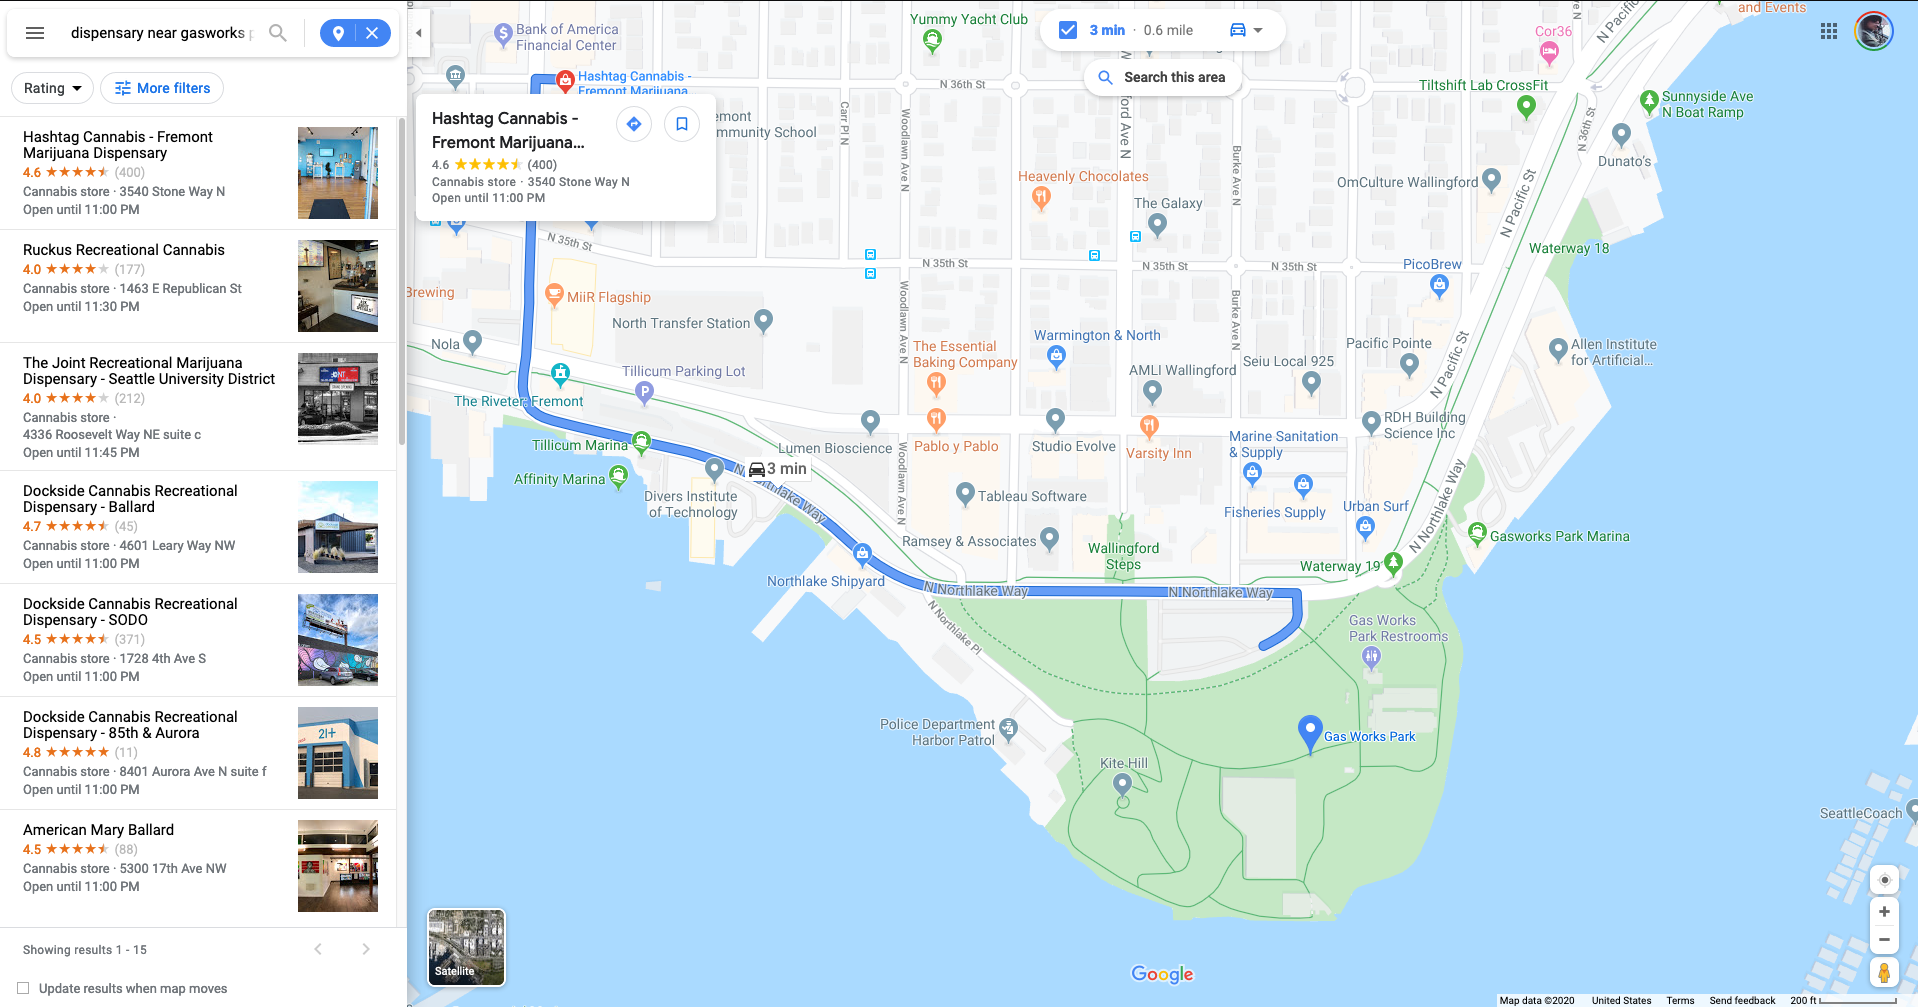 dispensary near gasworks p
Rating
More filters
Hashtag Cannabis - Fremont
Marijuana Dispensary
4.6 (400)
Cannabis store · 3540 Stone Way N
Open until 11:00 PM
Ruckus Recreational Cannabis
4.0 (177)
Cannabis store · 1463 E Republican St
Open until 11:30 PM
The Joint Recreational Marijuana
Dispensary - Seattle University District
4.0 (212)
Cannabis store ·
4336 Roosevelt Way NE suite c
Open until 11:45 PM
Dockside Cannabis Recreational
Dispensary - Ballard
4.7 (45)
Cannabis store · 4601 Leary Way NW
Open until 11:00 PM
Dockside Cannabis Recreational
Dispensary - SODO
4.5 (371)
Cannabis store · 1728 4th Ave S
Open until 11:00 PM
Dockside Cannabis Recreational
Dispensary - 85th & Aurora
4.8 (11)
Cannabis store · 8401 Aurora Ave N suite f
Open until 11:00 PM
21+
American Mary Ballard
4.5 (88)
Cannabis store · 5300 17th Ave NW
Open until 11:00 PM
Showing results 1 - 15
Update results when map moves
3 min · 0.6 mile
Search this area
Hashtag Cannabis -
Fremont Marijuana...
4.6 (400)
Cannabis store · 3540 Stone Way N
Open until 11:00 PM
Bank of America
Financial Center
Yummy Yacht Club
and Events
Cor36
N Pacific
Hashtag Cannabis -
Fremont Marijuana
N 36th St
Tiltshift Lab CrossFit
Sunnyside Ave
N Boat Ramp
emont
mmunity School
Carr Pl N
Woodlawn Ave N
ford Ave N
Burke Ave N
N 36th St
Dunato's
Heavenly Chocolates
OmCulture Wallingford
The Galaxy
N Pacific St
N 35th St
N 35th St
N 35th St
N 35th St
Waterway 18
PicoBrew
Brewing
MiiR Flagship
North Transfer Station
Woodlawn Ave N
Burke Ave N
Nola
The Essential
Baking Company
Warmington & North
Seiu Local 925
Pacific Pointe
N Pacific St
Allen Institute
for Artificial...
Tillicum Parking Lot
AMLI Wallingford
The Riveter Fremont
RDH Building
Science Inc
Tillicum Marina
Lumen Bioscience
Pablo y Pablo
Studio Evolve
Varsity Inn
Marine Sanitation
& Supply
Affinity Marina
3 min
N Northlake Way
Woodlawn Ave N
Divers Institute
of Technology
Tableau Software
Fisheries Supply
Urban Surf
N Northlake Way
Ramsey & Associates
Wallingford
Steps
Gasworks Park Marina
Waterway 19
Northlake Shipyard
N Northlake Way
N Northlake Way
N Northlake Pl
Gas Works
Park Restrooms
Police Department
Harbor Patrol
Gas Works Park
Kite Hill
SeattleCoach
Satellite
Google
Map data ©2020 United States Terms Send feedback 200 ft